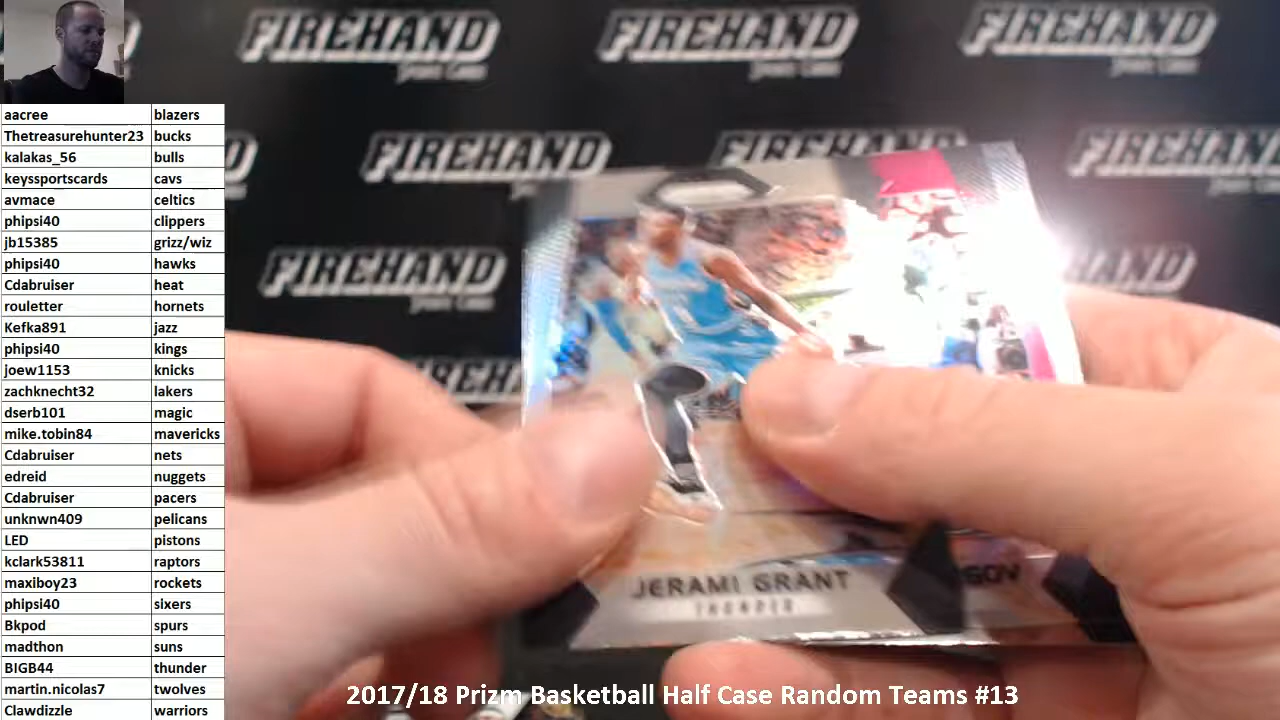 FIREHAND FIREHAND FIREHAND
FIREHAND FIREHAND FIREHAND
FIREHAND
aacree blazers
Thetreasurehunter23 bucks
kalakas_56 bulls
keyssportscards cavs
avmace celtics
phipsi40 clippers
jb15385 grizz/wiz
phipsi40 hawks
Cdabruiser heat
rouletter hornets
Kefka891 jazz
phipsi40 kings
joew1153 knicks
zachknecht32 lakers
dserb101 magic
mike.tobin84 mavericks
Cdabruiser nets
edreid nuggets
Cdabruiser pacers
unknwn409 pelicans
LED pistons
kclark53811 raptors
maxiboy23 rockets
phipsi40 sixers
Bkpod spurs
madthon suns
BIGB44 thunder
martin.nicolas7 twolves
Clawdizzle warriors
JERAMI GRANT
THUNDER
2017/18 Prizm Basketball Half Case Random Teams #13